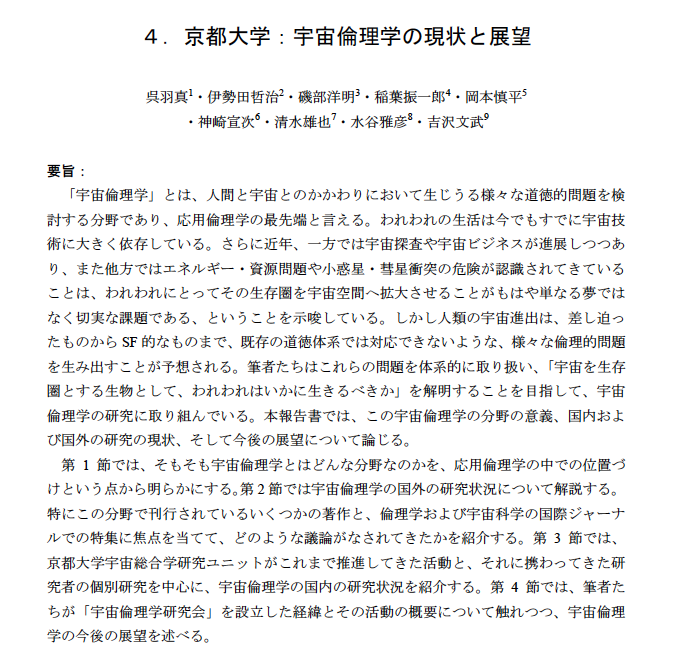 ４．京都大学：宇宙倫理学の現状と展望
呉羽真1・伊勢田哲治2・磯部洋明3・稲葉振一郎4・岡本慎平5
・神崎宣次6・清水雄也7・水谷雅彦8・吉沢文武9
要旨：
「宇宙倫理学」とは、人間と宇宙とのかかわりにおいて生じうる様々な道徳的問題を検
討する分野であり、応用倫理学の最先端と言える。われわれの生活は今でもすでに宇宙技
術に大きく依存している。さらに近年、一方では宇宙探査や宇宙ビジネスが進展しつつあ
り、また他方ではエネルギー・資源問題や小惑星・彗星衝突の危険が認識されてきている
ことは、われわれにとってその生存圏を宇宙空間へ拡大させることがもはや単なる夢では
なく切実な課題である、ということを示唆している。しかし人類の宇宙進出は、差し迫っ
たものから SF 的なものまで、既存の道徳体系では対応できないような、様々な倫理的問題
を生み出すことが予想される。筆者たちはこれらの問題を体系的に取り扱い、「宇宙を生存
圏とする生物として、われわれはいかに生きるべきか」を解明することを目指して、宇宙
倫理学の研究に取り組んでいる。本報告書では、この宇宙倫理学の分野の意義、国内およ
び国外の研究の現状、そして今後の展望について論じる。
第 1 節では、そもそも宇宙倫理学とはどんな分野なのかを、応用倫理学の中での位置づ
けという点から明らかにする。第 2 節では宇宙倫理学の国外の研究状況について解説する。
特にこの分野で刊行されているいくつかの著作と、倫理学および宇宙科学の国際ジャーナ
ルでの特集に焦点を当てて、どのような議論がなされてきたかを紹介する。第 3 節では、
京都大学宇宙総合学研究ユニットがこれまで推進してきた活動と、それに携わってきた研
究者の個別研究を中心に、宇宙倫理学の国内の研究状況を紹介する。第 4 節では、筆者た
ちが「宇宙倫理学研究会」を設立した経緯とその活動の概要について触れつつ、宇宙倫理
学の今後の展望を述べる。